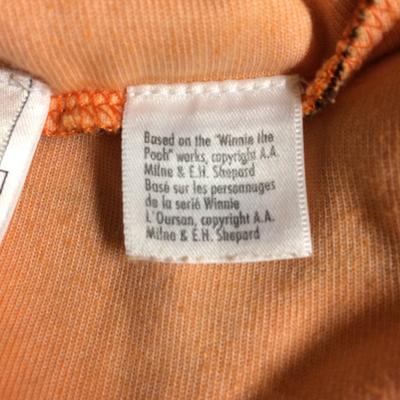 Based on the "Winnie the
Pooh" works, copyright A.A.
Milne & E.H. Shepard
Basé sur les personnages
de la serié Winnie
L'Oursan, copyright A.A.
Milne & E.H. Shepard